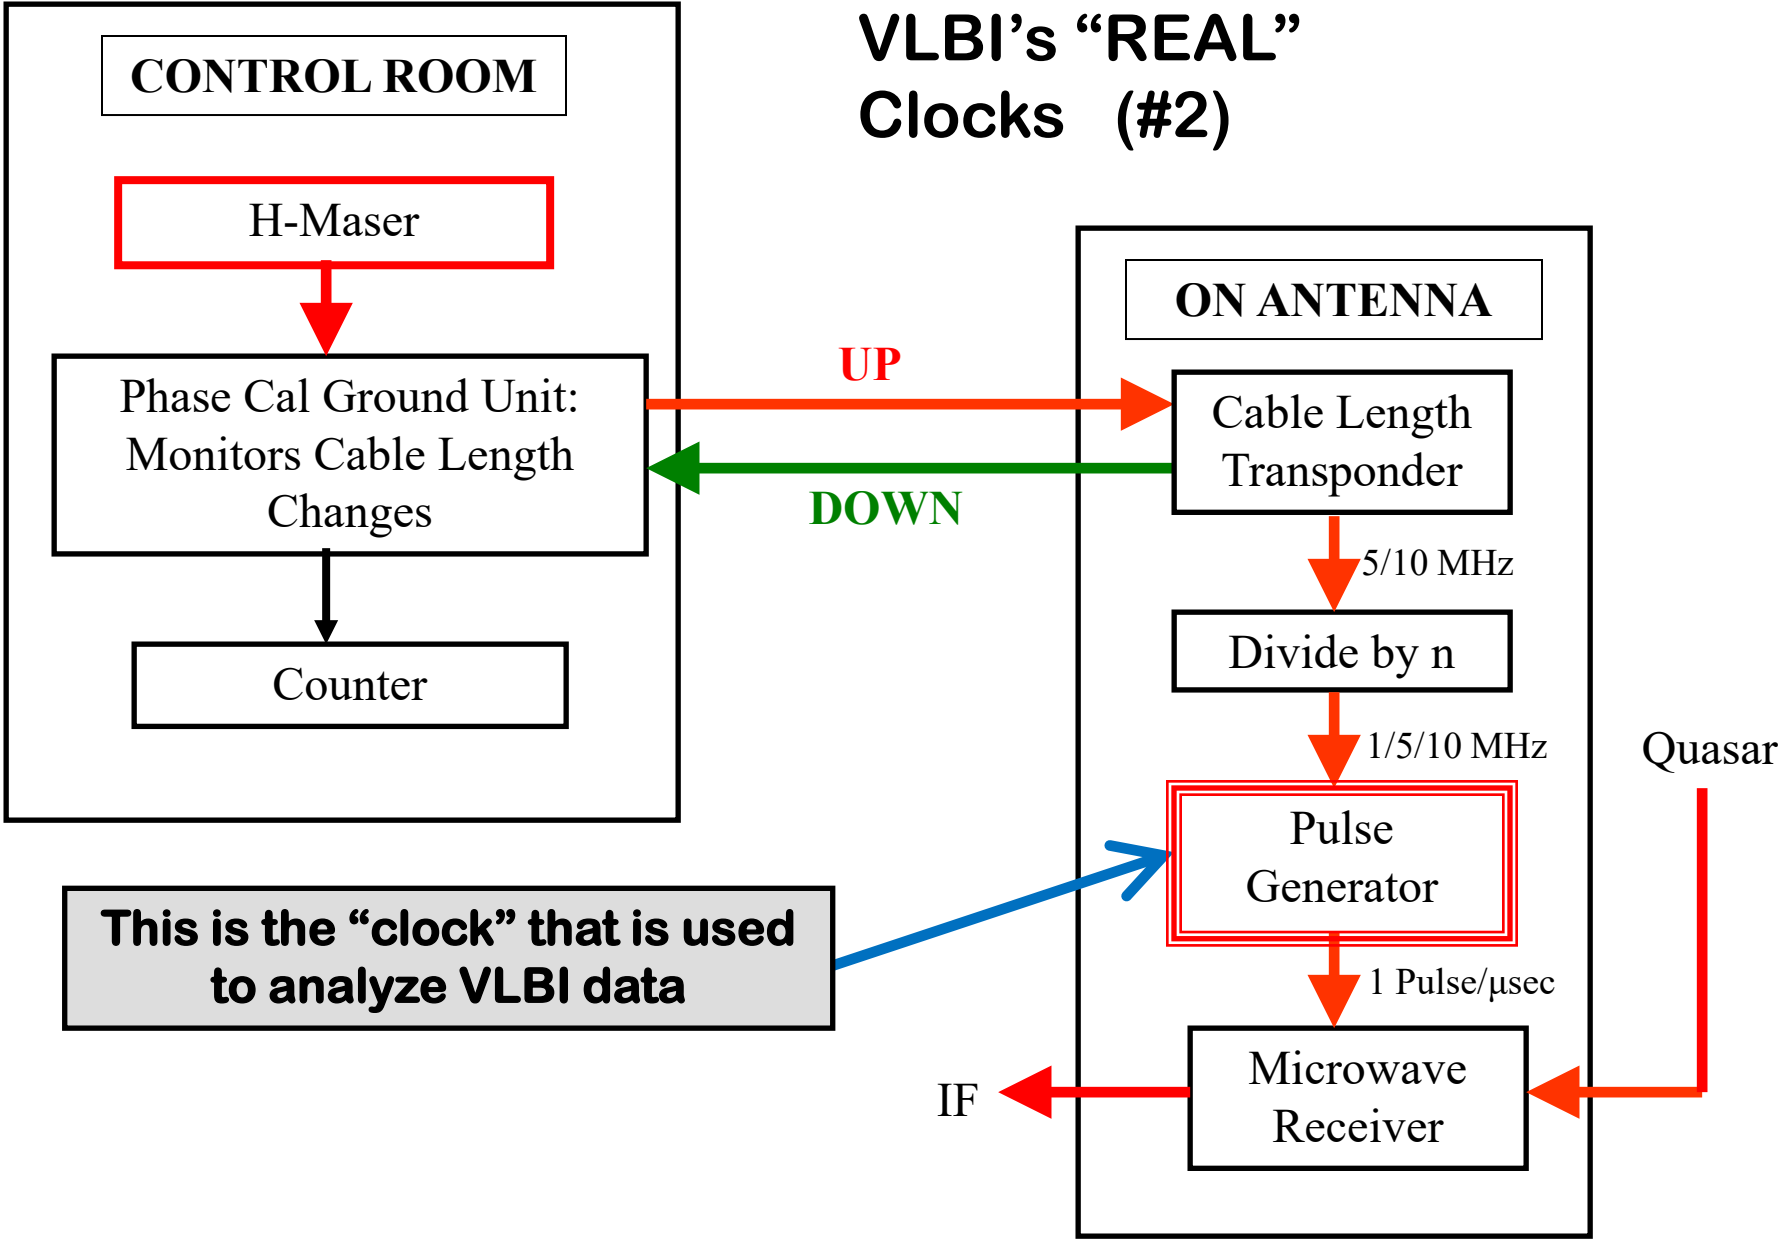 VLBI’s “REAL”
Clocks (#2)
CONTROL ROOM
H-Maser
Phase Cal Ground Unit:
Monitors Cable Length
Changes
Counter
UP
DOWN
ON ANTENNA
Cable Length
Transponder
5/10 MHz
Divide by n
1/5/10 MHz
Quasar
Pulse
Generator
This is the “clock” that is used
to analyze VLBI data
1 Pulse/μsec
Microwave
Receiver
IF